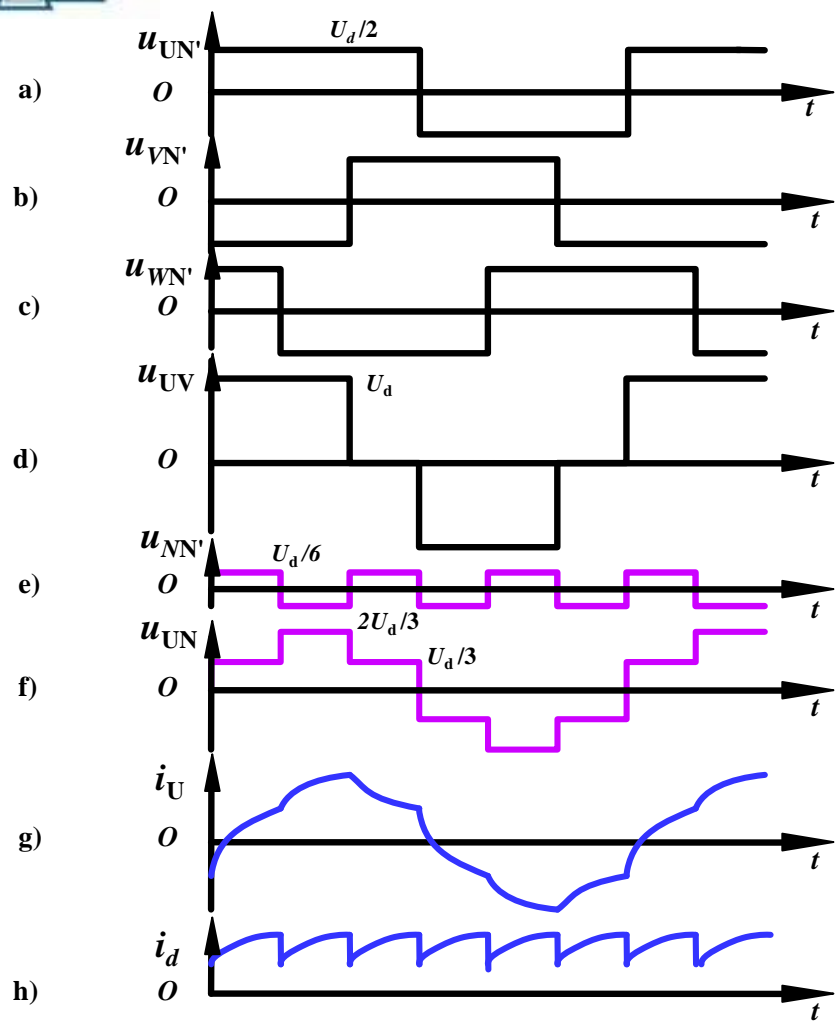 u_UN' U_d/2
a) O t
u_VN'
b) O t
u_WN'
c) O t
u_UV U_d
d) O t
u_NN' U_d/6
e) O t
u_UN 2U_d/3
U_d/3
f) O t
i_U
g) O t
i_d
h) O t